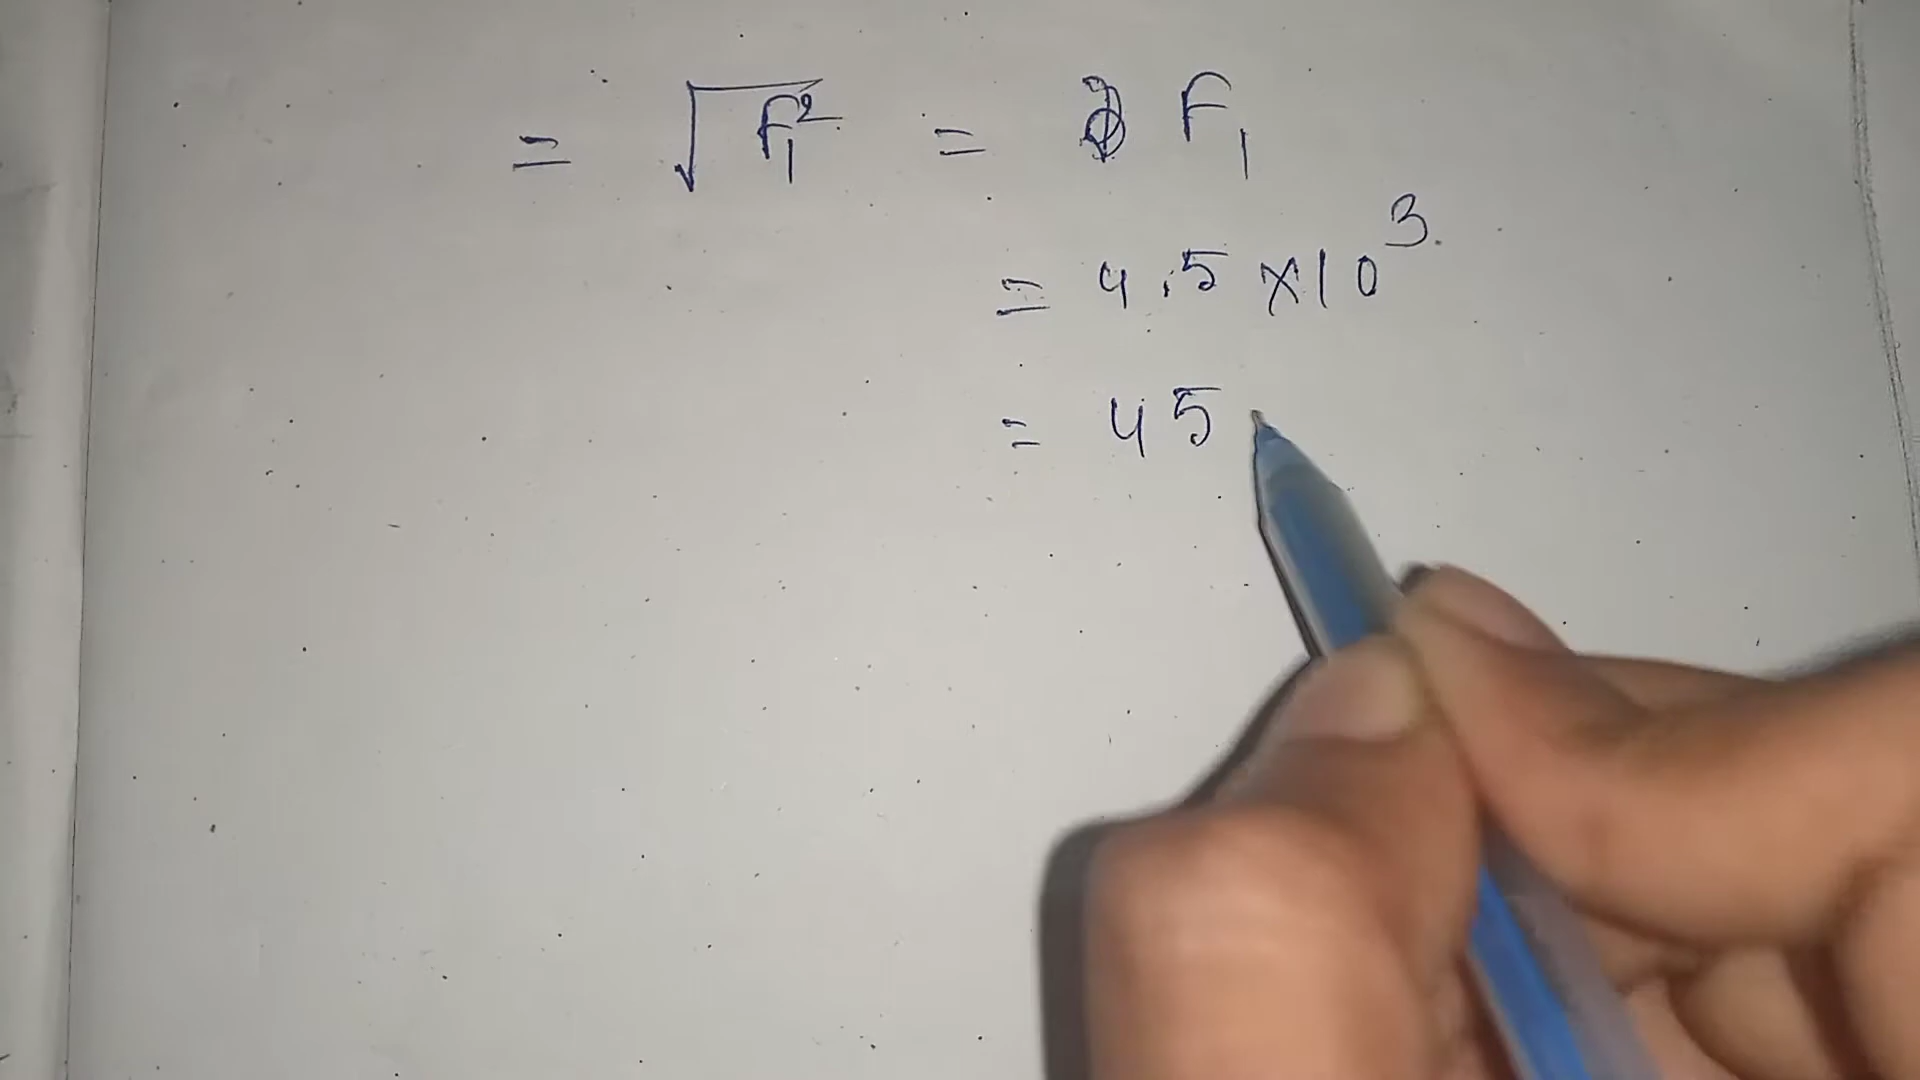 = √F₁² = F₁
= 4.5 × 10³
= 45